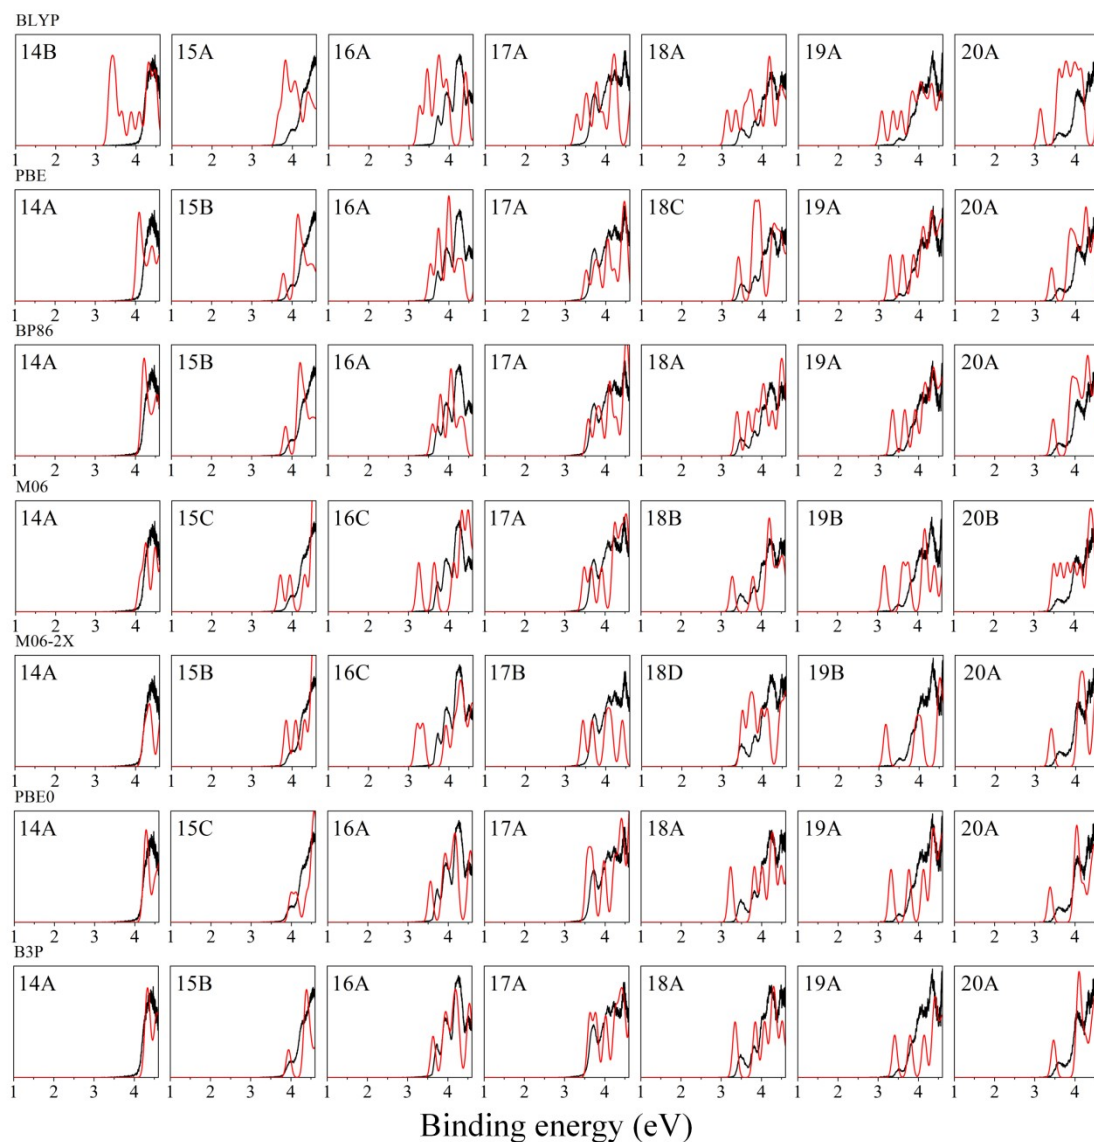 BLYP
14B 15A 16A 17A 18A 19A 20A
1 2 3 4 1 2 3 4 1 2 3 4 1 2 3 4 1 2 3 4 1 2 3 4 1 2 3 4
PBE
14A 15B 16A 17A 18C 19A 20A
1 2 3 4 1 2 3 4 1 2 3 4 1 2 3 4 1 2 3 4 1 2 3 4 1 2 3 4
BP86
14A 15B 16A 17A 18A 19A 20A
1 2 3 4 1 2 3 4 1 2 3 4 1 2 3 4 1 2 3 4 1 2 3 4 1 2 3 4
M06
14A 15C 16C 17A 18B 19B 20B
1 2 3 4 1 2 3 4 1 2 3 4 1 2 3 4 1 2 3 4 1 2 3 4 1 2 3 4
M06-2X
14A 15B 16C 17B 18D 19B 20A
1 2 3 4 1 2 3 4 1 2 3 4 1 2 3 4 1 2 3 4 1 2 3 4 1 2 3 4
PBE0
14A 15C 16A 17A 18A 19A 20A
1 2 3 4 1 2 3 4 1 2 3 4 1 2 3 4 1 2 3 4 1 2 3 4 1 2 3 4
B3P
14A 15B 16A 17A 18A 19A 20A
1 2 3 4 1 2 3 4 1 2 3 4 1 2 3 4 1 2 3 4 1 2 3 4 1 2 3 4
Binding energy (eV)